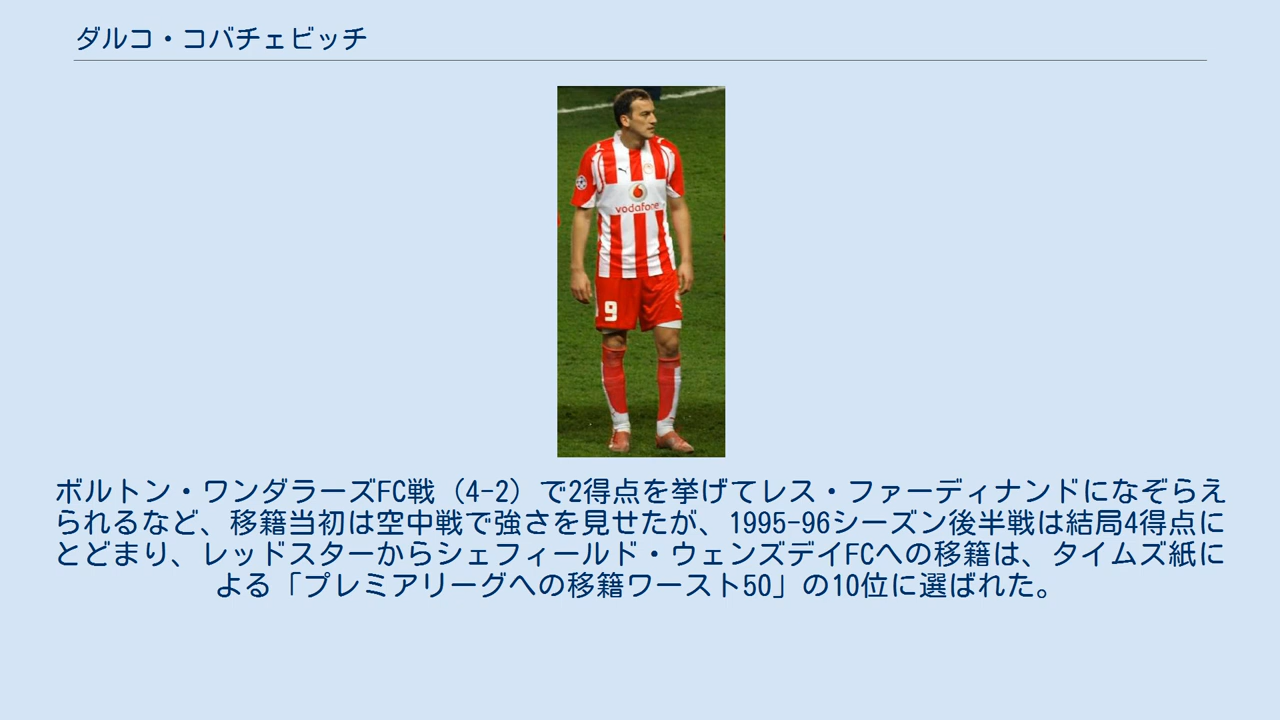 ダルコ・コバチェビッチ
vodafone
9
ボルトン・ワンダラーズFC戦（4-2）で2得点を挙げてレス・ファーディナンドになぞらえ
られるなど、移籍当初は空中戦で強さを見せたが、1995-96シーズン後半戦は結局4得点に
とどまり、レッドスターからシェフィールド・ウェンズデイFCへの移籍は、タイムズ紙に
よる「プレミアリーグへの移籍ワースト50」の10位に選ばれた。